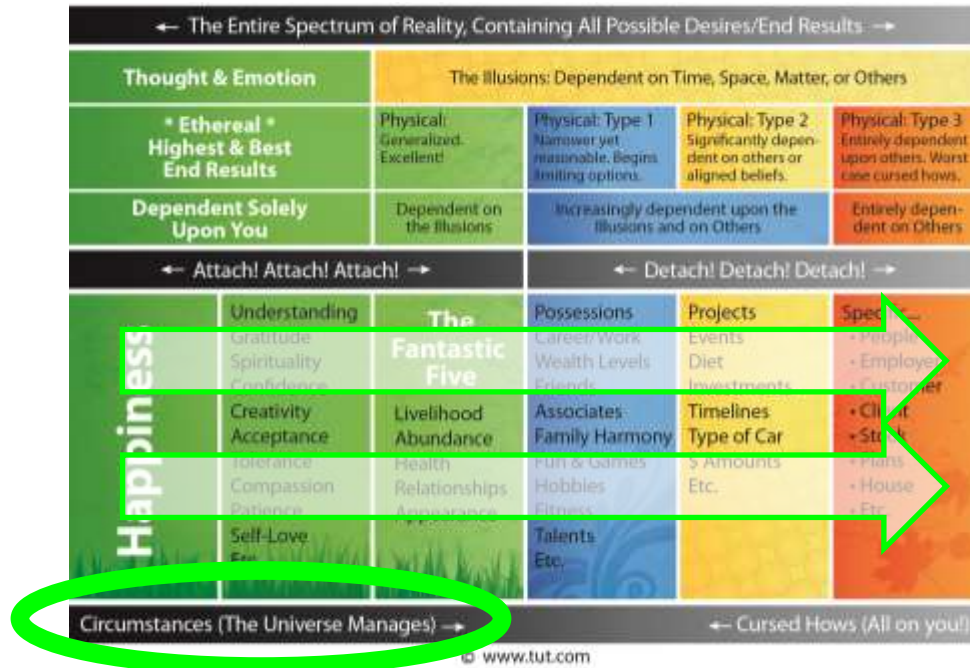 ← The Entire Spectrum of Reality, Containing All Possible Desires/End Results →
Thought & Emotion
The Illusions: Dependent on Time, Space, Matter, or Others
* Ethereal *
Highest & Best
End Results
Physical:
Generalized.
Excellent!
Physical: Type 1
Narrower yet
reasonable. Begins
limiting options.
Physical: Type 2
Significantly depen-
dent on others or
aligned beliefs.
Physical: Type 3
Entirely dependent
upon others. Worst
case cursed hows.
Dependent Solely
Upon You
Dependent on
the Illusions
Increasingly dependent upon the
Illusions and on Others
Entirely depen-
dent on Others
← Attach! Attach! Attach! →
← Detach! Detach! Detach! →
Happiness
Understanding
Gratitude
Spirituality
Confidence
Creativity
Acceptance
Tolerance
Compassion
Patience
Self-Love
Etc.
The
Fantastic
Five
Livelihood
Abundance
Health
Relationships
Appearance
Possessions
Career/Work
Wealth Levels
Friends
Associates
Family Harmony
Fun & Games
Hobbies
Fitness
Talents
Etc.
Projects
Events
Diet
Investments
Timelines
Type of Car
$ Amounts
Etc.
Specific...
• People
• Employer
• Customer
• Client
• Stock
• Plans
• House
• Etc.
Circumstances (The Universe Manages) →
← Cursed Hows (All on you!)
© www.tut.com